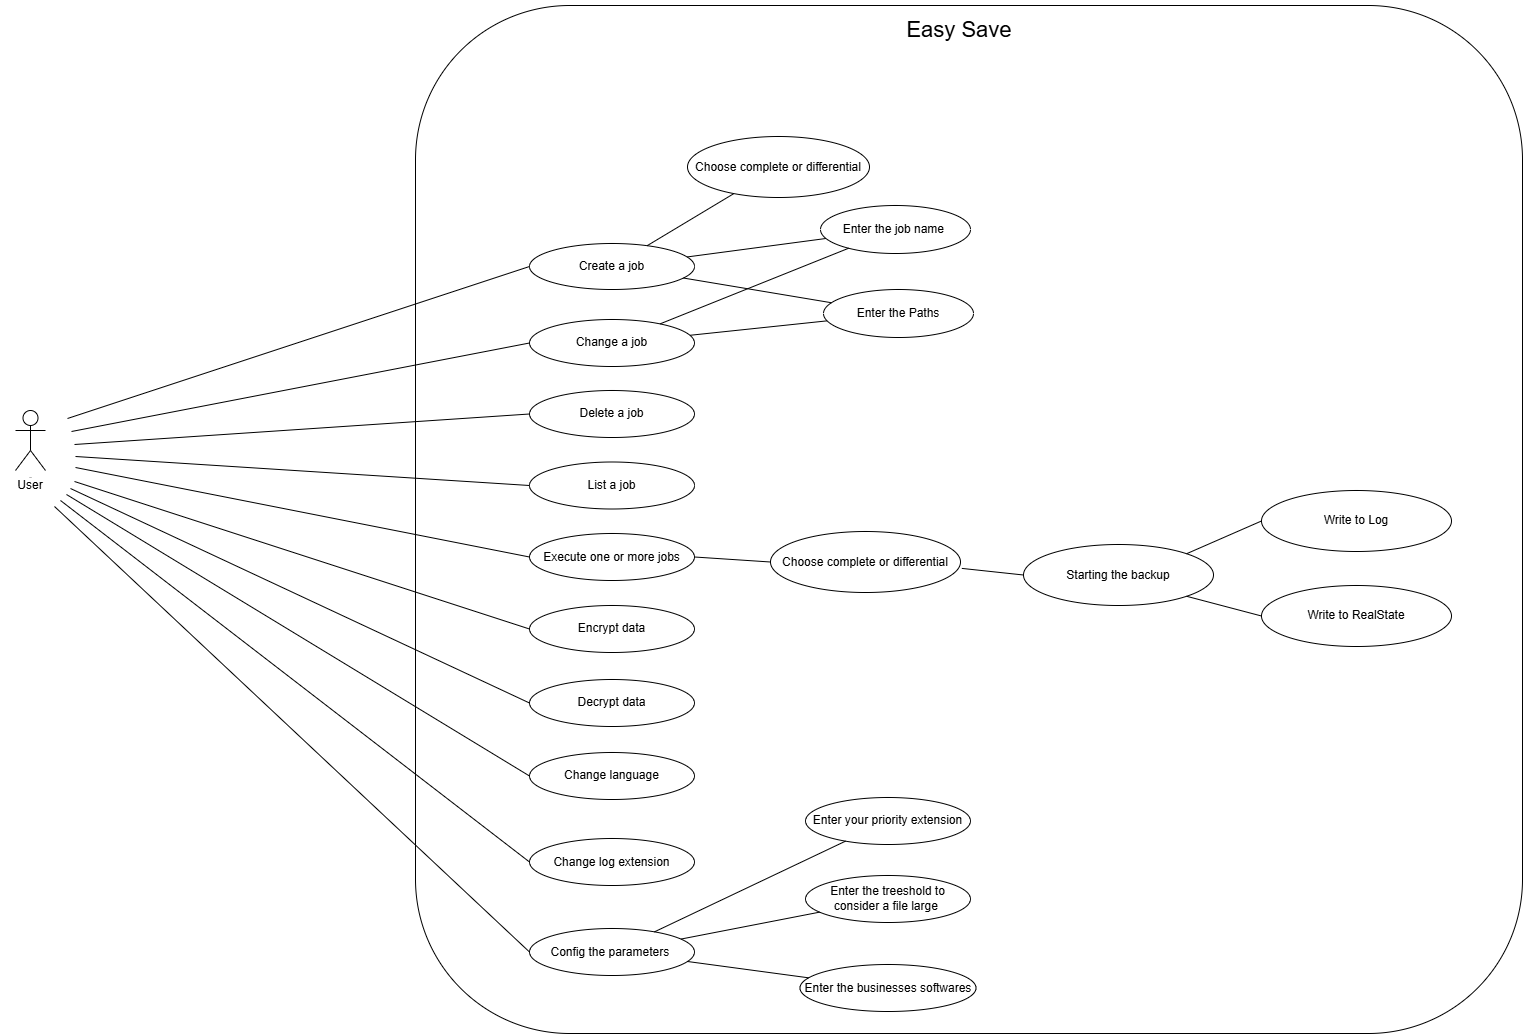 Easy Save
Choose complete or differential
Enter the job name
Create a job
Enter the Paths
Change a job
Delete a job
User
List a job
Write to Log
Execute one or more jobs
Choose complete or differential
Starting the backup
Write to RealState
Encrypt data
Decrypt data
Change language
Enter your priority extension
Change log extension
Enter the treeshold to
consider a file large
Config the parameters
Enter the businesses softwares